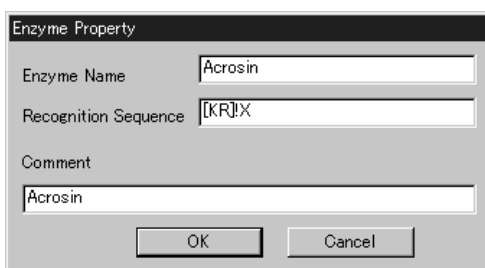 Enzyme Property
Enzyme Name Acrosin
Recognition Sequence [KR]!X
Comment
Acrosin
OK Cancel